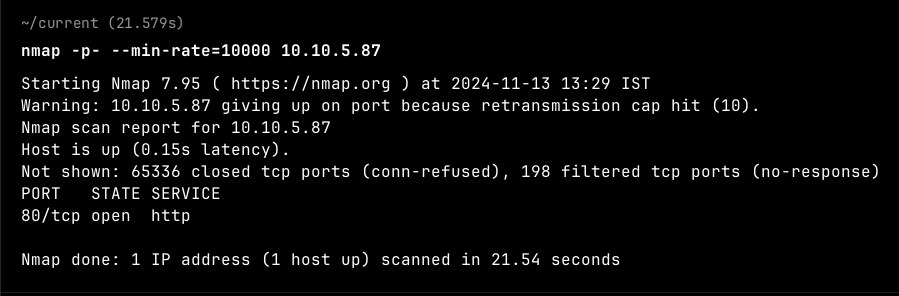 ~/current (21.579s)
nmap -p- --min-rate=10000 10.10.5.87
Starting Nmap 7.95 ( https://nmap.org ) at 2024-11-13 13:29 IST
Warning: 10.10.5.87 giving up on port because retransmission cap hit (10).
Nmap scan report for 10.10.5.87
Host is up (0.15s latency).
Not shown: 65336 closed tcp ports (conn-refused), 198 filtered tcp ports (no-response)
PORT   STATE SERVICE
80/tcp open  http
Nmap done: 1 IP address (1 host up) scanned in 21.54 seconds